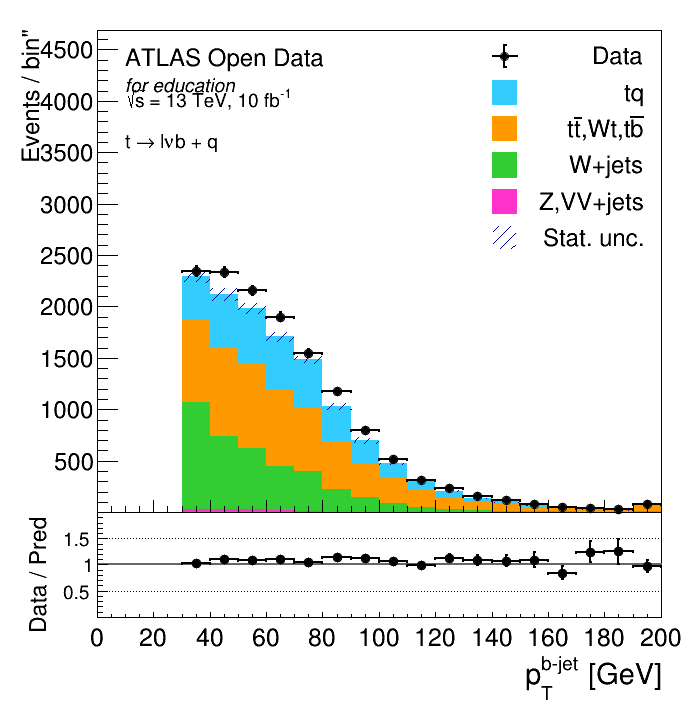 Events / bin"
4500
4000
3500
3000
2500
2000
1500
1000
500
ATLAS Open Data
for education
√s = 13 TeV, 10 fb⁻¹
t → lνb + q
Data
tq
tt̄,Wt,tb̄
W+jets
Z,VV+jets
Stat. unc.
Data / Pred
1.5
1
0.5
0 20 40 60 80 100 120 140 160 180 200
p_T^b-jet [GeV]